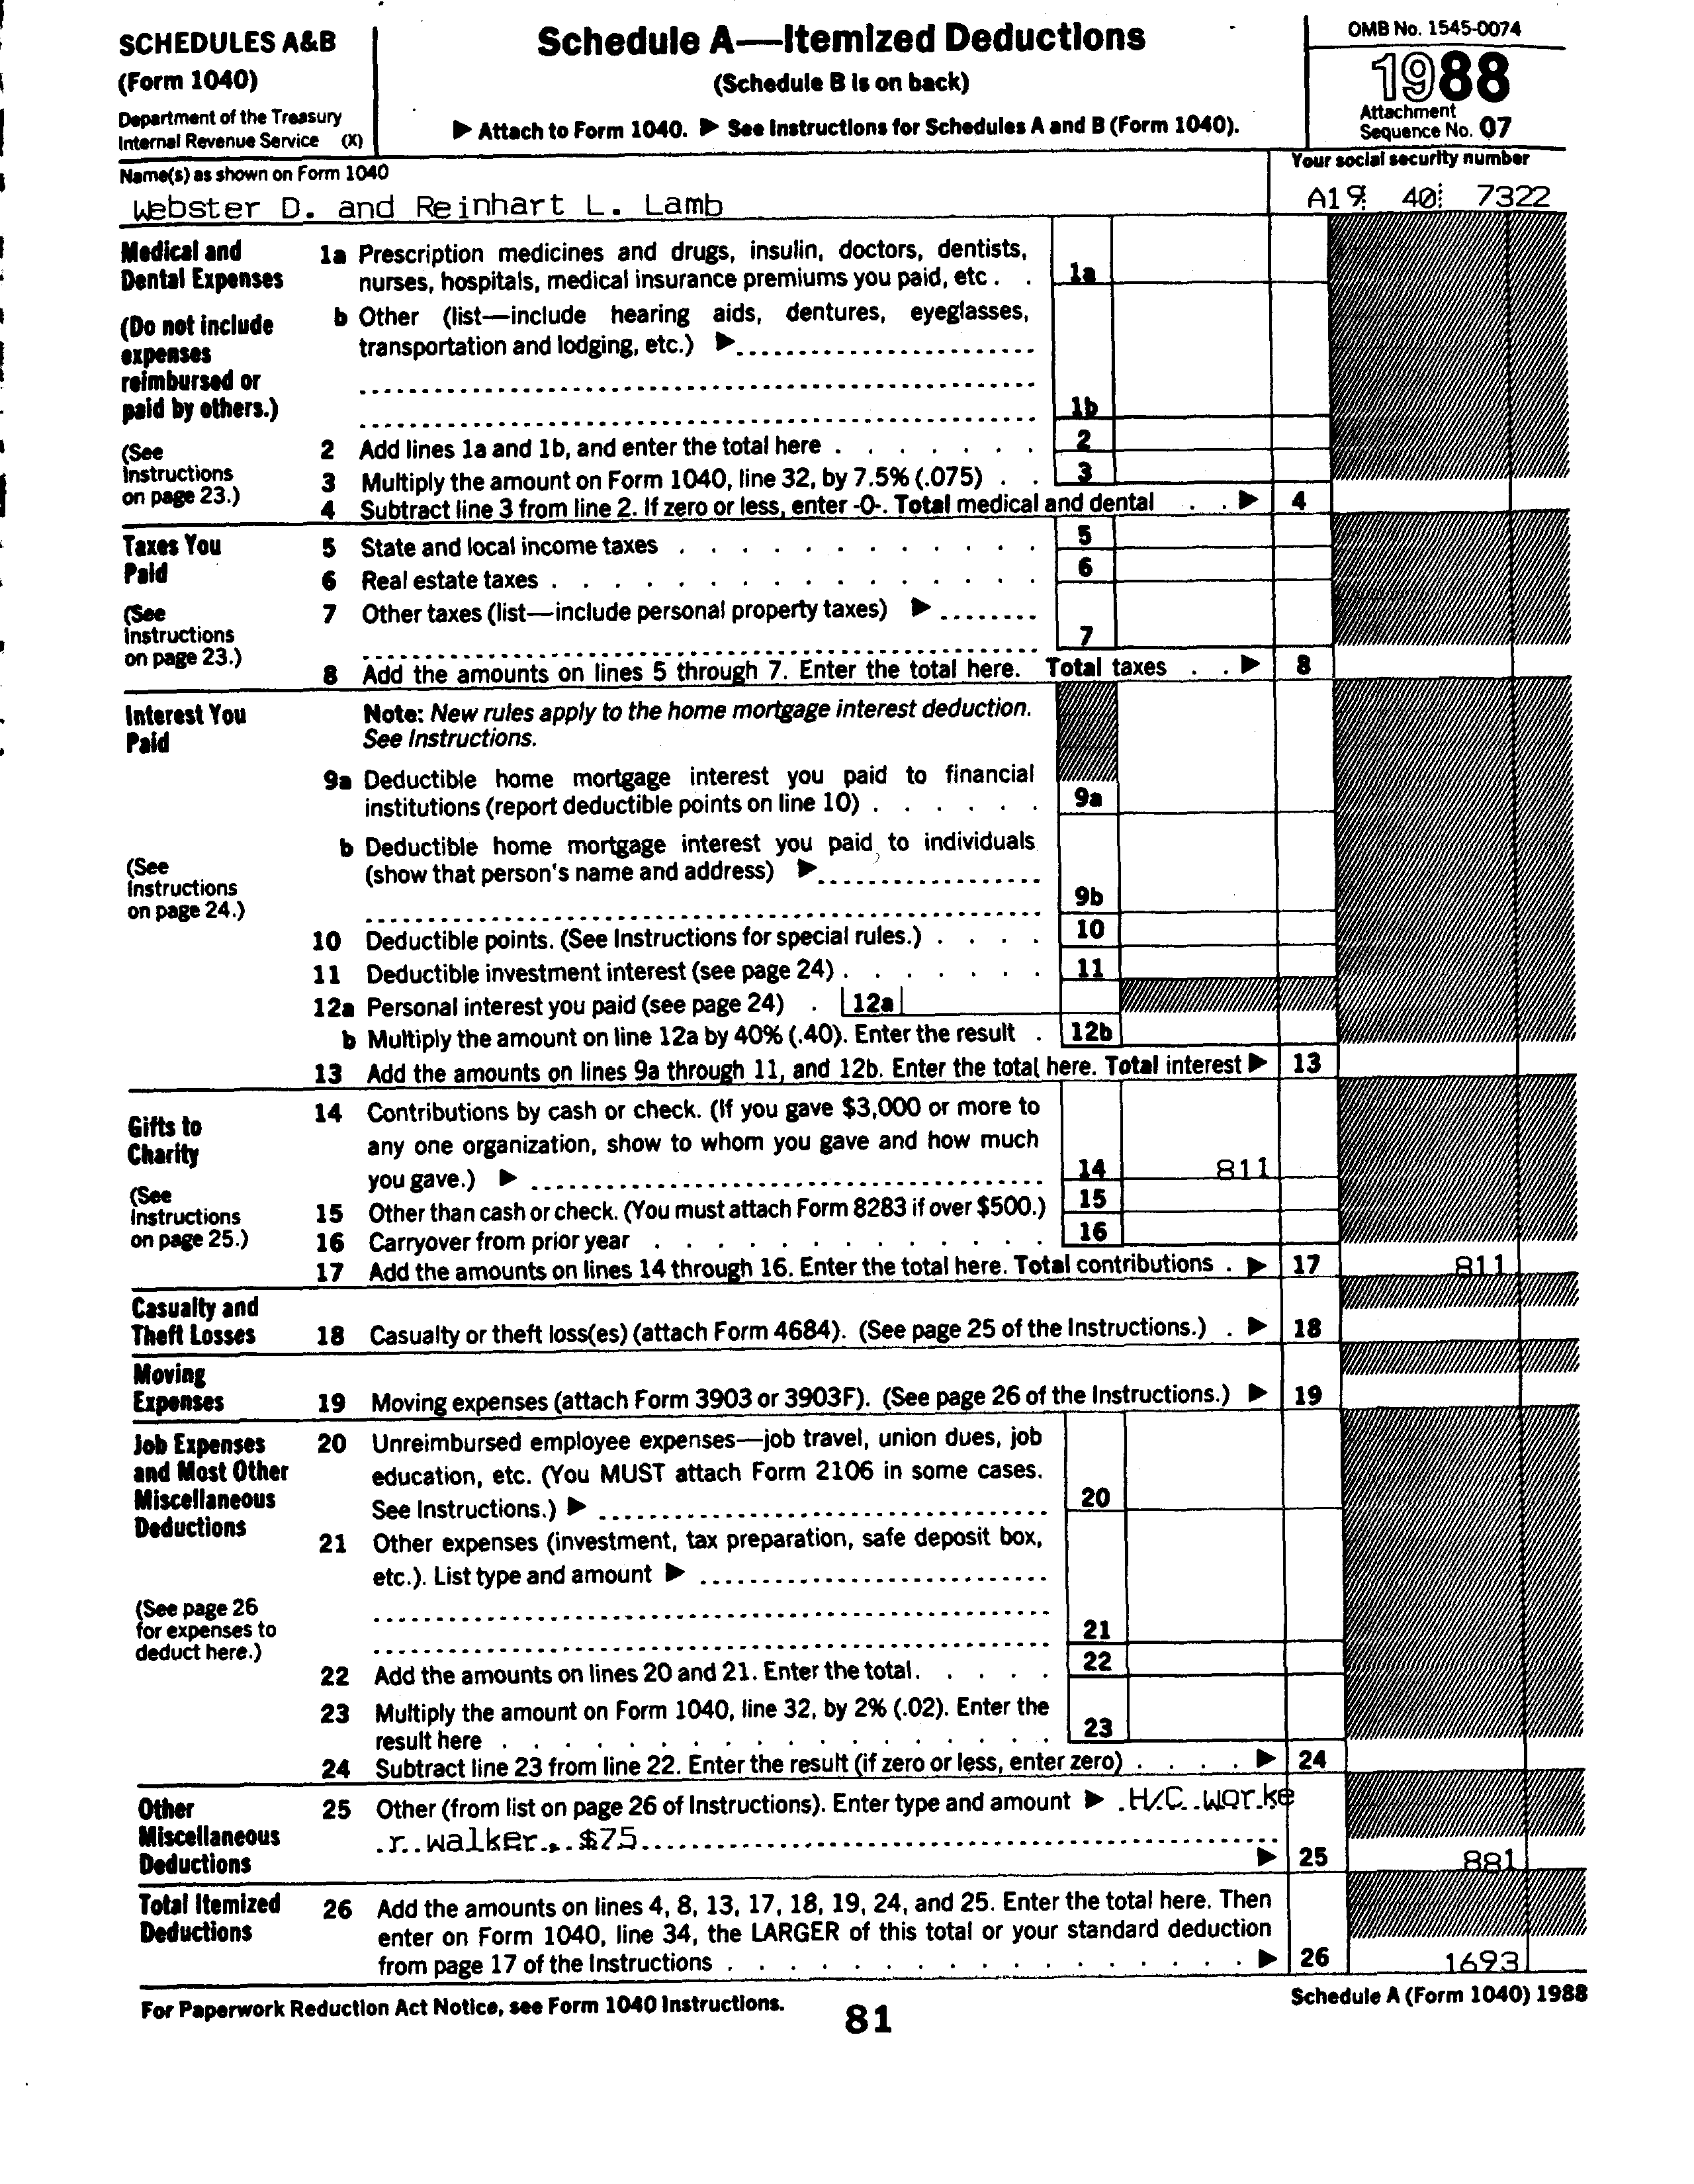 SCHEDULES A&B
(Form 1040)
Department of the Treasury
Internal Revenue Service (X)
Schedule A—Itemized Deductions
(Schedule B is on back)
▶ Attach to Form 1040. ▶ See Instructions for Schedules A and B (Form 1040).
OMB No. 1545-0074
1988
Attachment
Sequence No. 07
Name(s) as shown on Form 1040
Your social security number
Webster D. and Reinhart L. Lamb
A19 40 7322
Medical and Dental Expenses
(Do not include expenses reimbursed or paid by others.)
(See Instructions on page 23.)
1a Prescription medicines and drugs, insulin, doctors, dentists,
nurses, hospitals, medical insurance premiums you paid, etc . . 1a
b Other (list—include hearing aids, dentures, eyeglasses,
transportation and lodging, etc.) ▶
1b
2 Add lines 1a and 1b, and enter the total here . . . . . . . 2
3 Multiply the amount on Form 1040, line 32, by 7.5% (.075) . . 3
4 Subtract line 3 from line 2. If zero or less, enter -0-. Total medical and dental . . ▶ 4
Taxes You Paid
(See Instructions on page 23.)
5 State and local income taxes . . . . . . . . . . . . 5
6 Real estate taxes . . . . . . . . . . . . . . . . 6
7 Other taxes (list—include personal property taxes) ▶
7
8 Add the amounts on lines 5 through 7. Enter the total here. Total taxes . . ▶ 8
Interest You Paid
(See Instructions on page 24.)
Note: New rules apply to the home mortgage interest deduction.
See Instructions.
9a Deductible home mortgage interest you paid to financial
institutions (report deductible points on line 10) . . . . . . 9a
b Deductible home mortgage interest you paid to individuals
(show that person's name and address) ▶
9b
10 Deductible points. (See Instructions for special rules.) . . . . 10
11 Deductible investment interest (see page 24) . . . . . . . 11
12a Personal interest you paid (see page 24) . 12a
b Multiply the amount on line 12a by 40% (.40). Enter the result . 12b
13 Add the amounts on lines 9a through 11, and 12b. Enter the total here. Total interest ▶ 13
Gifts to Charity
(See Instructions on page 25.)
14 Contributions by cash or check. (If you gave $3,000 or more to
any one organization, show to whom you gave and how much
you gave.) ▶ 14 811
15 Other than cash or check. (You must attach Form 8283 if over $500.) 15
16 Carryover from prior year . . . . . . . . . . . . . 16
17 Add the amounts on lines 14 through 16. Enter the total here. Total contributions . ▶ 17 811
Casualty and Theft Losses
18 Casualty or theft loss(es) (attach Form 4684). (See page 25 of the Instructions.) . ▶ 18
Moving Expenses
19 Moving expenses (attach Form 3903 or 3903F). (See page 26 of the Instructions.) ▶ 19
Job Expenses and Most Other Miscellaneous Deductions
(See page 26 for expenses to deduct here.)
20 Unreimbursed employee expenses—job travel, union dues, job
education, etc. (You MUST attach Form 2106 in some cases.
See Instructions.) ▶ 20
21 Other expenses (investment, tax preparation, safe deposit box,
etc.). List type and amount ▶
21
22 Add the amounts on lines 20 and 21. Enter the total. . . . . 22
23 Multiply the amount on Form 1040, line 32, by 2% (.02). Enter the
result here . . . . . . . . . . . . . . . . . . 23
24 Subtract line 23 from line 22. Enter the result (if zero or less, enter zero) . . . . ▶ 24
Other Miscellaneous Deductions
25 Other (from list on page 26 of Instructions). Enter type and amount ▶ H/C worke
r walker, $75
▶ 25 881
Total Itemized Deductions
26 Add the amounts on lines 4, 8, 13, 17, 18, 19, 24, and 25. Enter the total here. Then
enter on Form 1040, line 34, the LARGER of this total or your standard deduction
from page 17 of the Instructions . . . . . . . . . . . . . . . . . ▶ 26 1693
For Paperwork Reduction Act Notice, see Form 1040 Instructions.
Schedule A (Form 1040) 1988
81